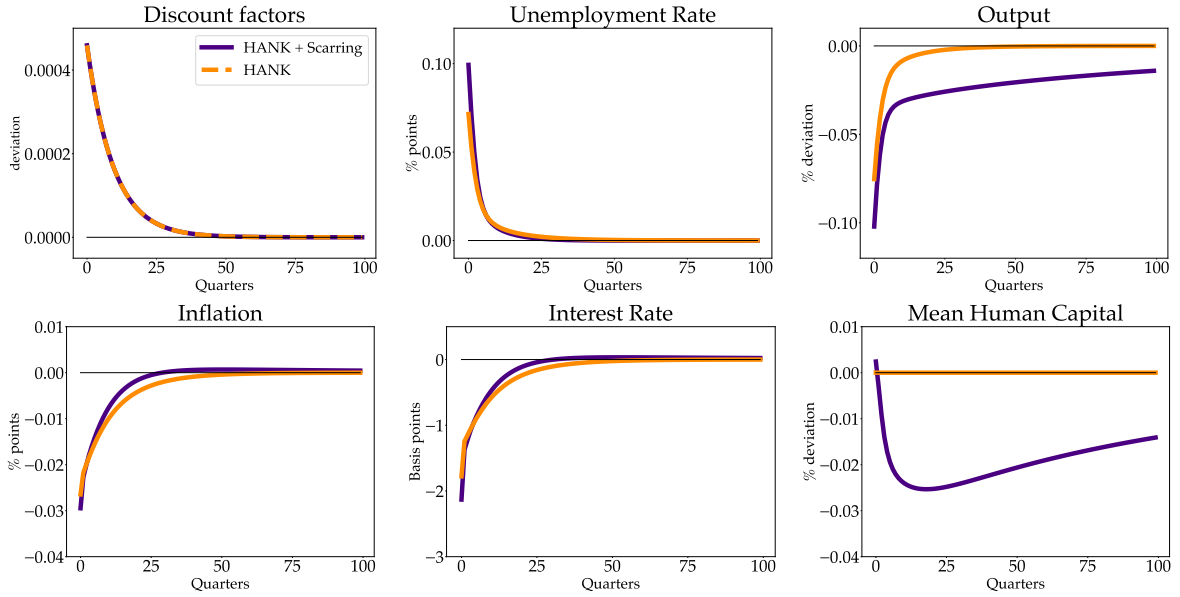 Discount factors
0.0004
0.0002
0.0000
deviation
HANK + Scarring
HANK
0
25
50
75
100
Quarters
Unemployment Rate
0.10
0.05
0.00
% points
0
25
50
75
100
Quarters
Output
0.00
−0.05
−0.10
% deviation
0
25
50
75
100
Quarters
Inflation
0.01
0.00
−0.01
−0.02
−0.03
−0.04
% points
0
25
50
75
100
Quarters
Interest Rate
0
−1
−2
−3
Basis points
0
25
50
75
100
Quarters
Mean Human Capital
0.01
0.00
−0.01
−0.02
−0.03
−0.04
% deviation
0
25
50
75
100
Quarters